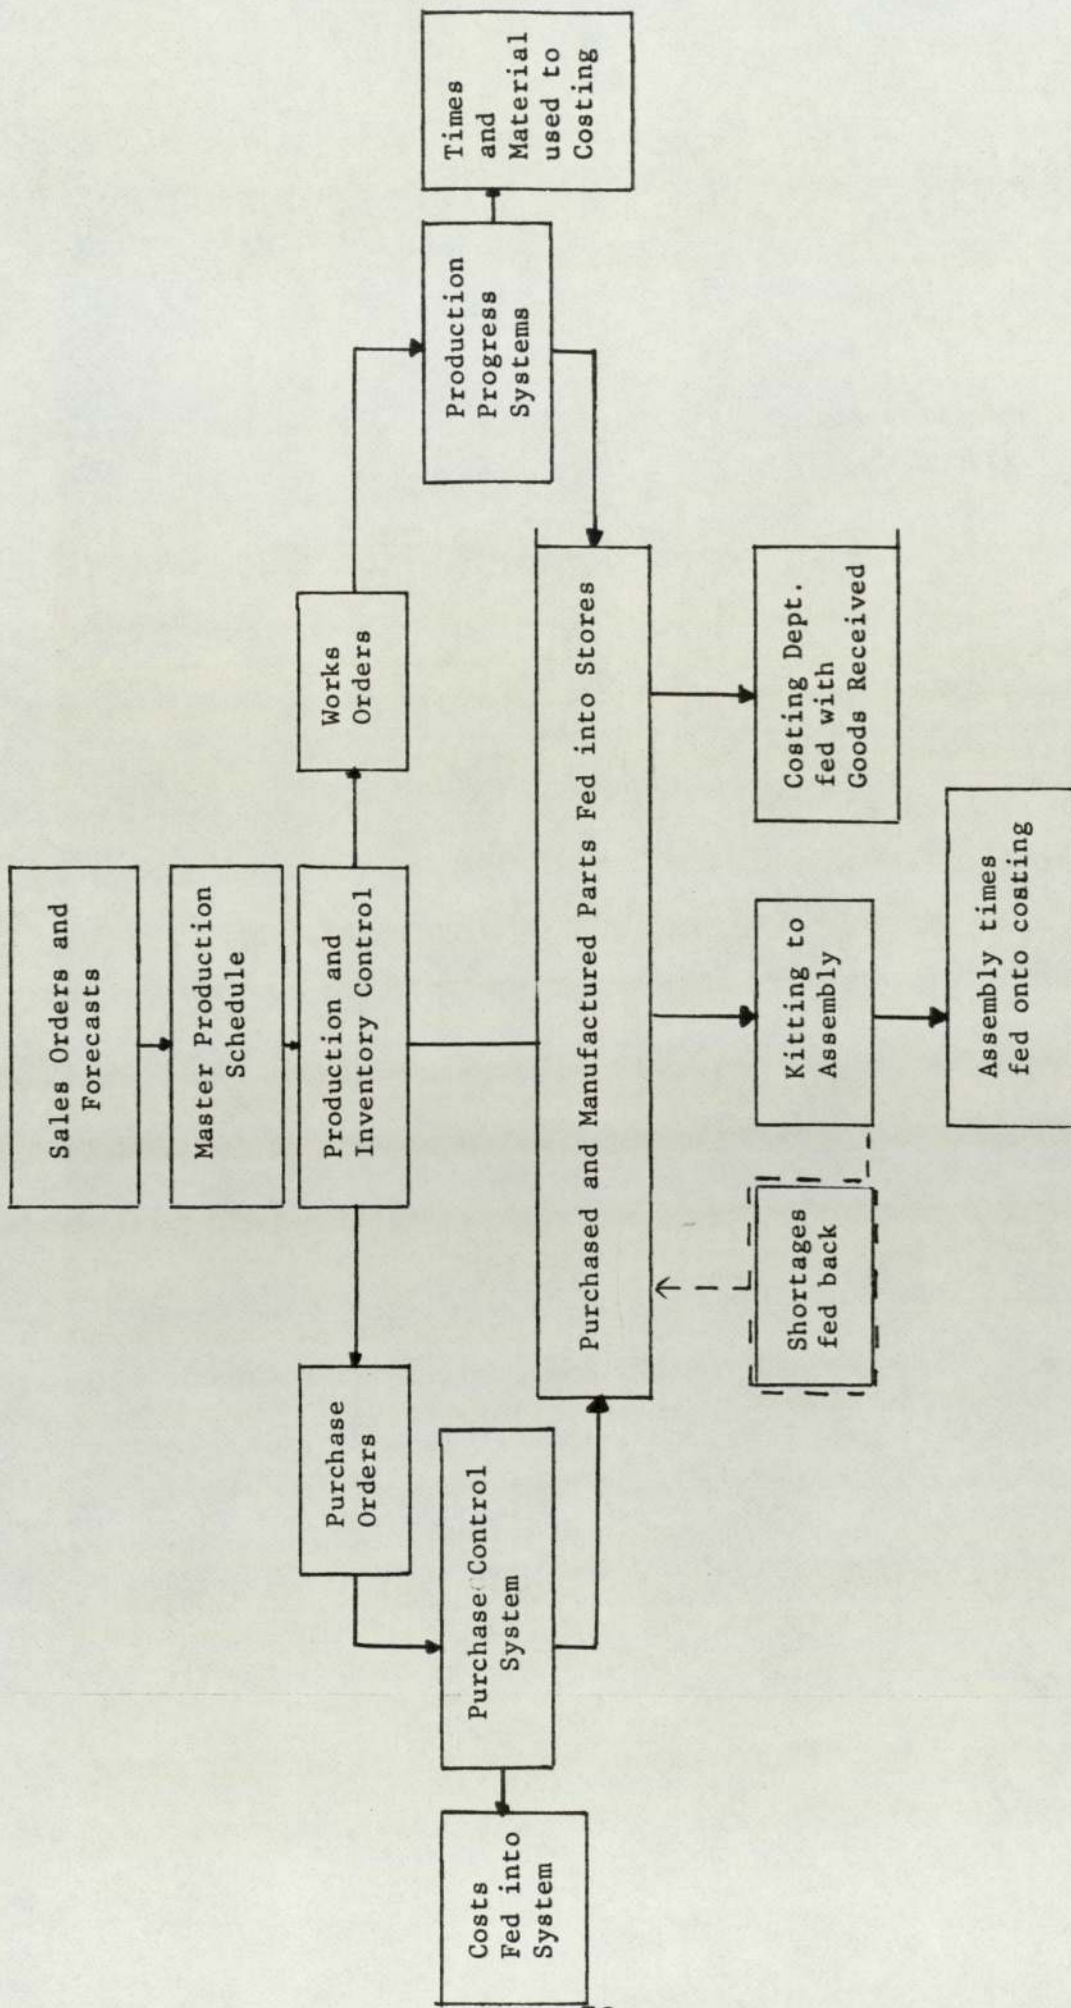 Sales Orders and
Forecasts
Master Production
Schedule
Production and
Inventory Control
Purchase
Orders
Works
Orders
Purchase Control
System
Production
Progress
Systems
Costs
Fed into
System
Times
and
Material
used to
Costing
Purchased and Manufactured Parts Fed into Stores
Shortages
fed back
Kitting to
Assembly
Costing Dept.
fed with
Goods Received
Assembly times
fed onto costing